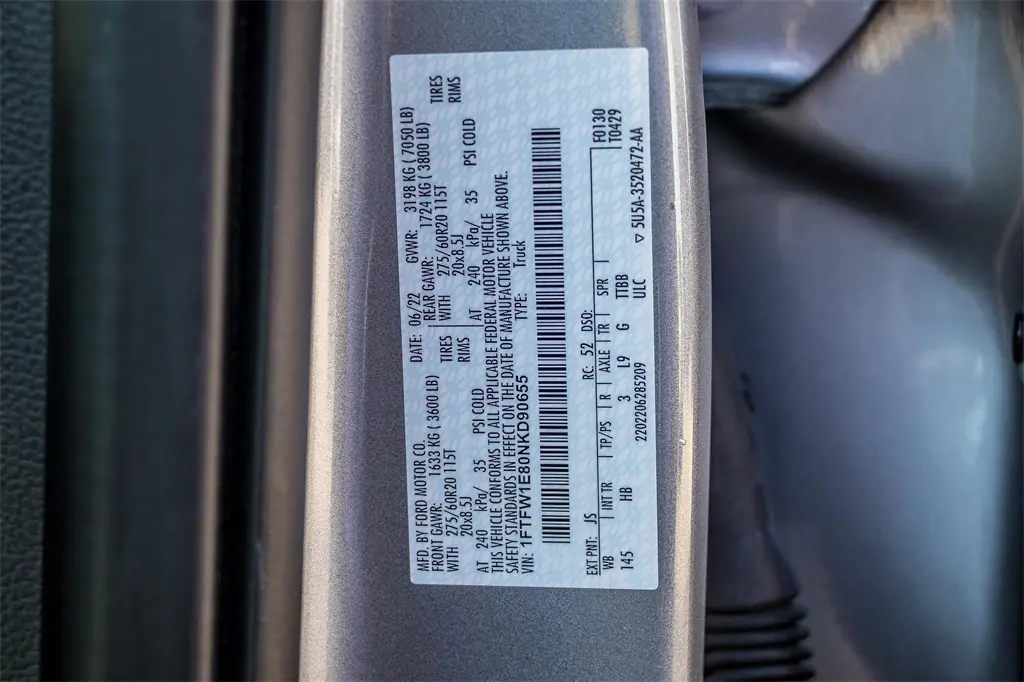 MFD. BY FORD MOTOR CO. DATE: 06/22 GVWR: 3198 KG ( 7050 LB)
FRONT GAWR: 1633 KG ( 3600 LB) REAR GAWR: 1724 KG ( 3800 LB)
WITH 275/60R20 115T TIRES WITH 275/60R20 115T TIRES
20x8.5J RIMS 20x8.5J RIMS
AT 240 kPa/ 35 PSI COLD AT 240 kPa/ 35 PSI COLD
THIS VEHICLE CONFORMS TO ALL APPLICABLE FEDERAL MOTOR VEHICLE
SAFETY STANDARDS IN EFFECT ON THE DATE OF MANUFACTURE SHOWN ABOVE.
VIN: 1FTFW1E80NKD90655 TYPE: Truck
EXT PNT: JS RC: 52 DSO: F0130
WB INT TR TP/PS R AXLE TR SPR T0429
145 HB 3 L9 G TTBB
2202206285209 ULC
▽ 5U5A-3520472-AA